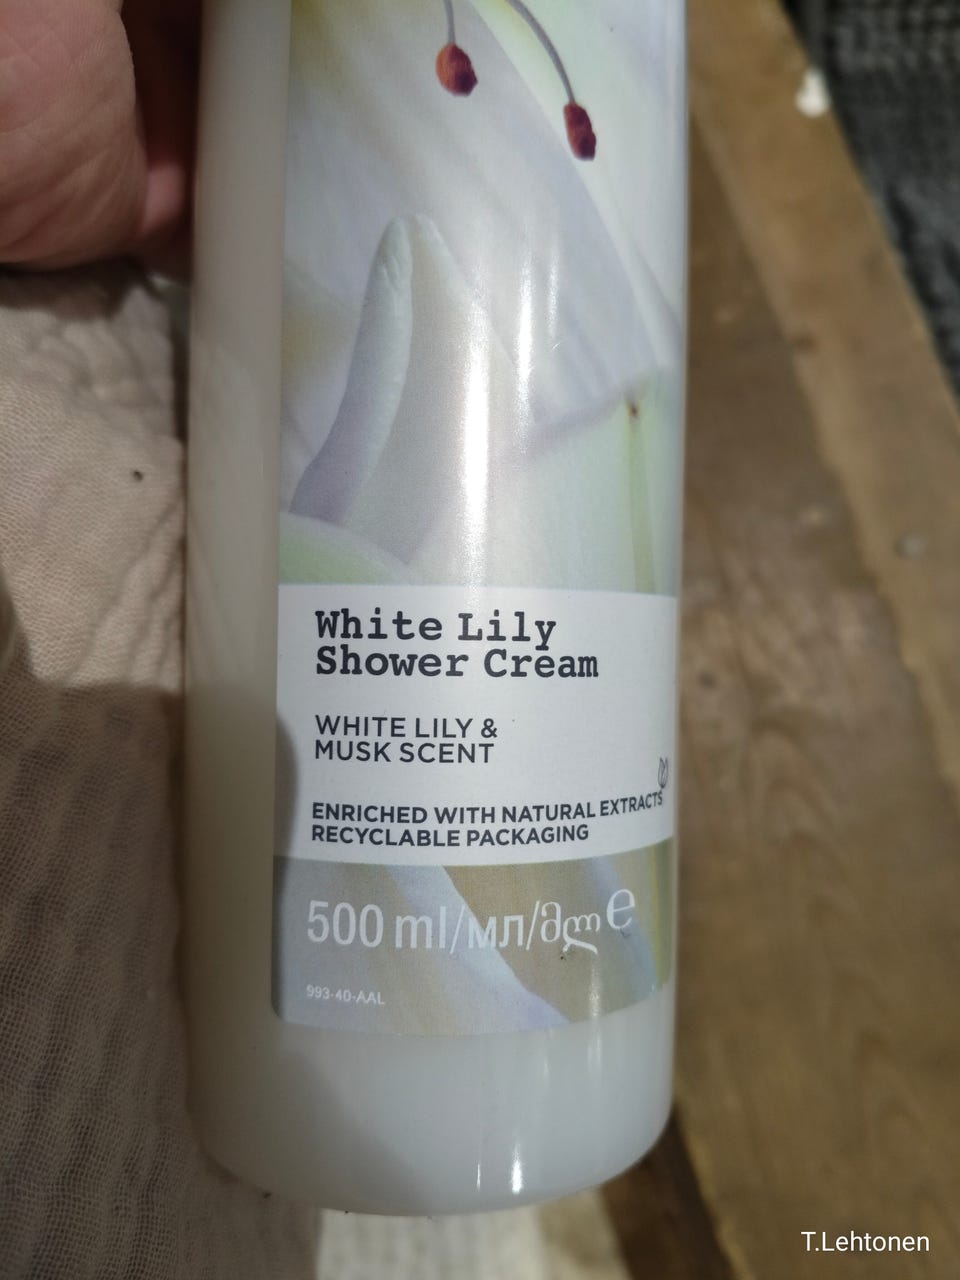 White Lily
Shower Cream
WHITE LILY &
MUSK SCENT
ENRICHED WITH NATURAL EXTRACTS
RECYCLABLE PACKAGING
500 ml/мл/მლ ℮
993-40-AAL
T.Lehtonen